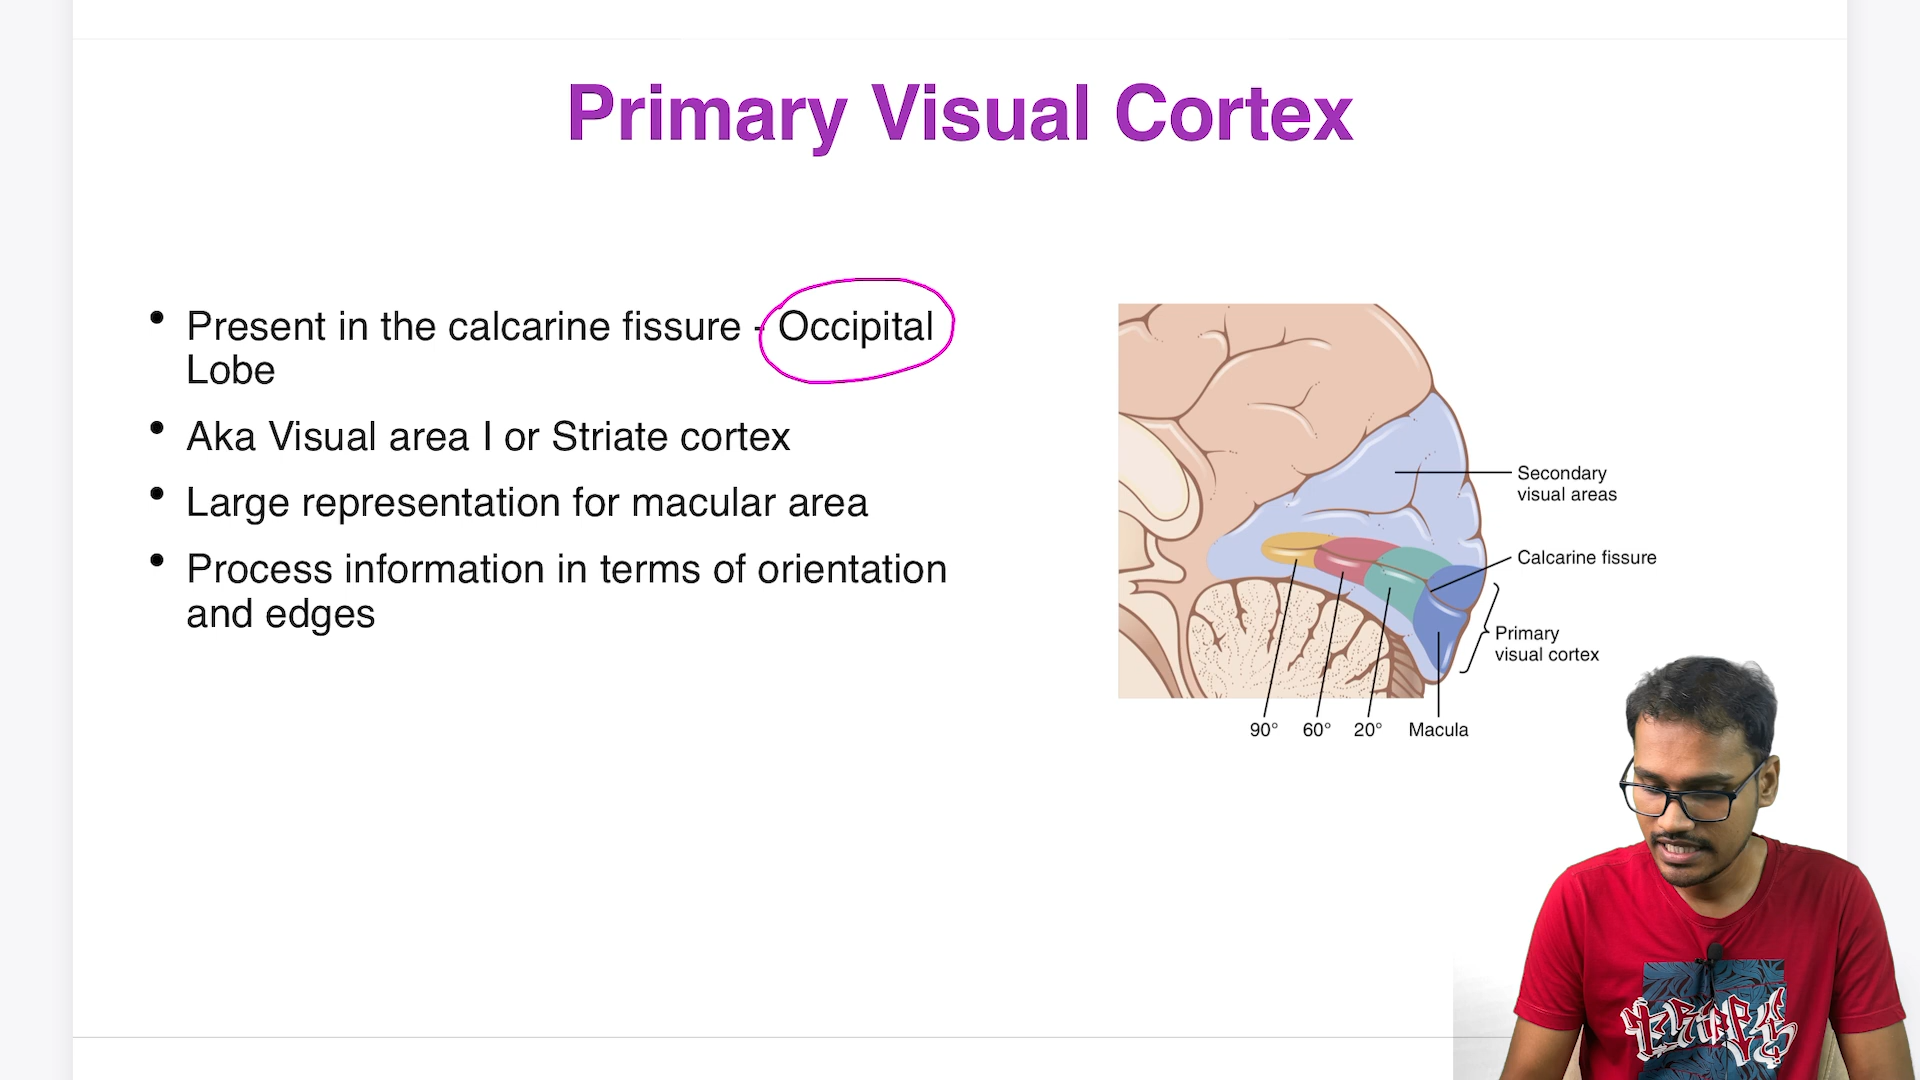 Primary Visual Cortex
• Present in the calcarine fissure - Occipital
Lobe
• Aka Visual area I or Striate cortex
• Large representation for macular area
• Process information in terms of orientation
and edges
Secondary
visual areas
Calcarine fissure
Primary
visual cortex
90° 60° 20° Macula